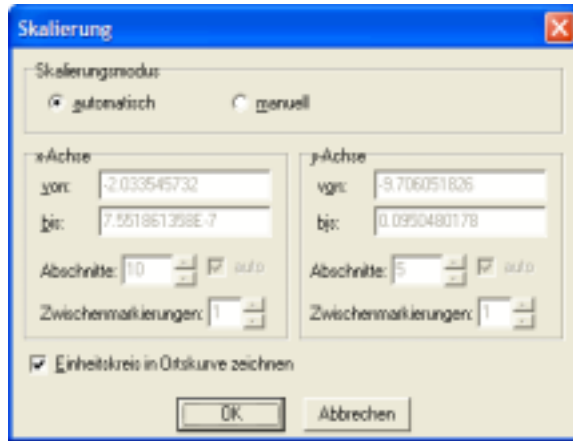 Skalierung
Skalierungsmodus
automatisch
manuell
x-Achse
von: -2.033545732
bis: 7.551861358E-7
Abschnitte: 10 auto
Zwischenmarkierungen: 1
y-Achse
von: -9.706051826
bis: 0.0950480178
Abschnitte: 5 auto
Zwischenmarkierungen: 1
Einheitskreis in Ortskurve zeichnen
OK
Abbrechen